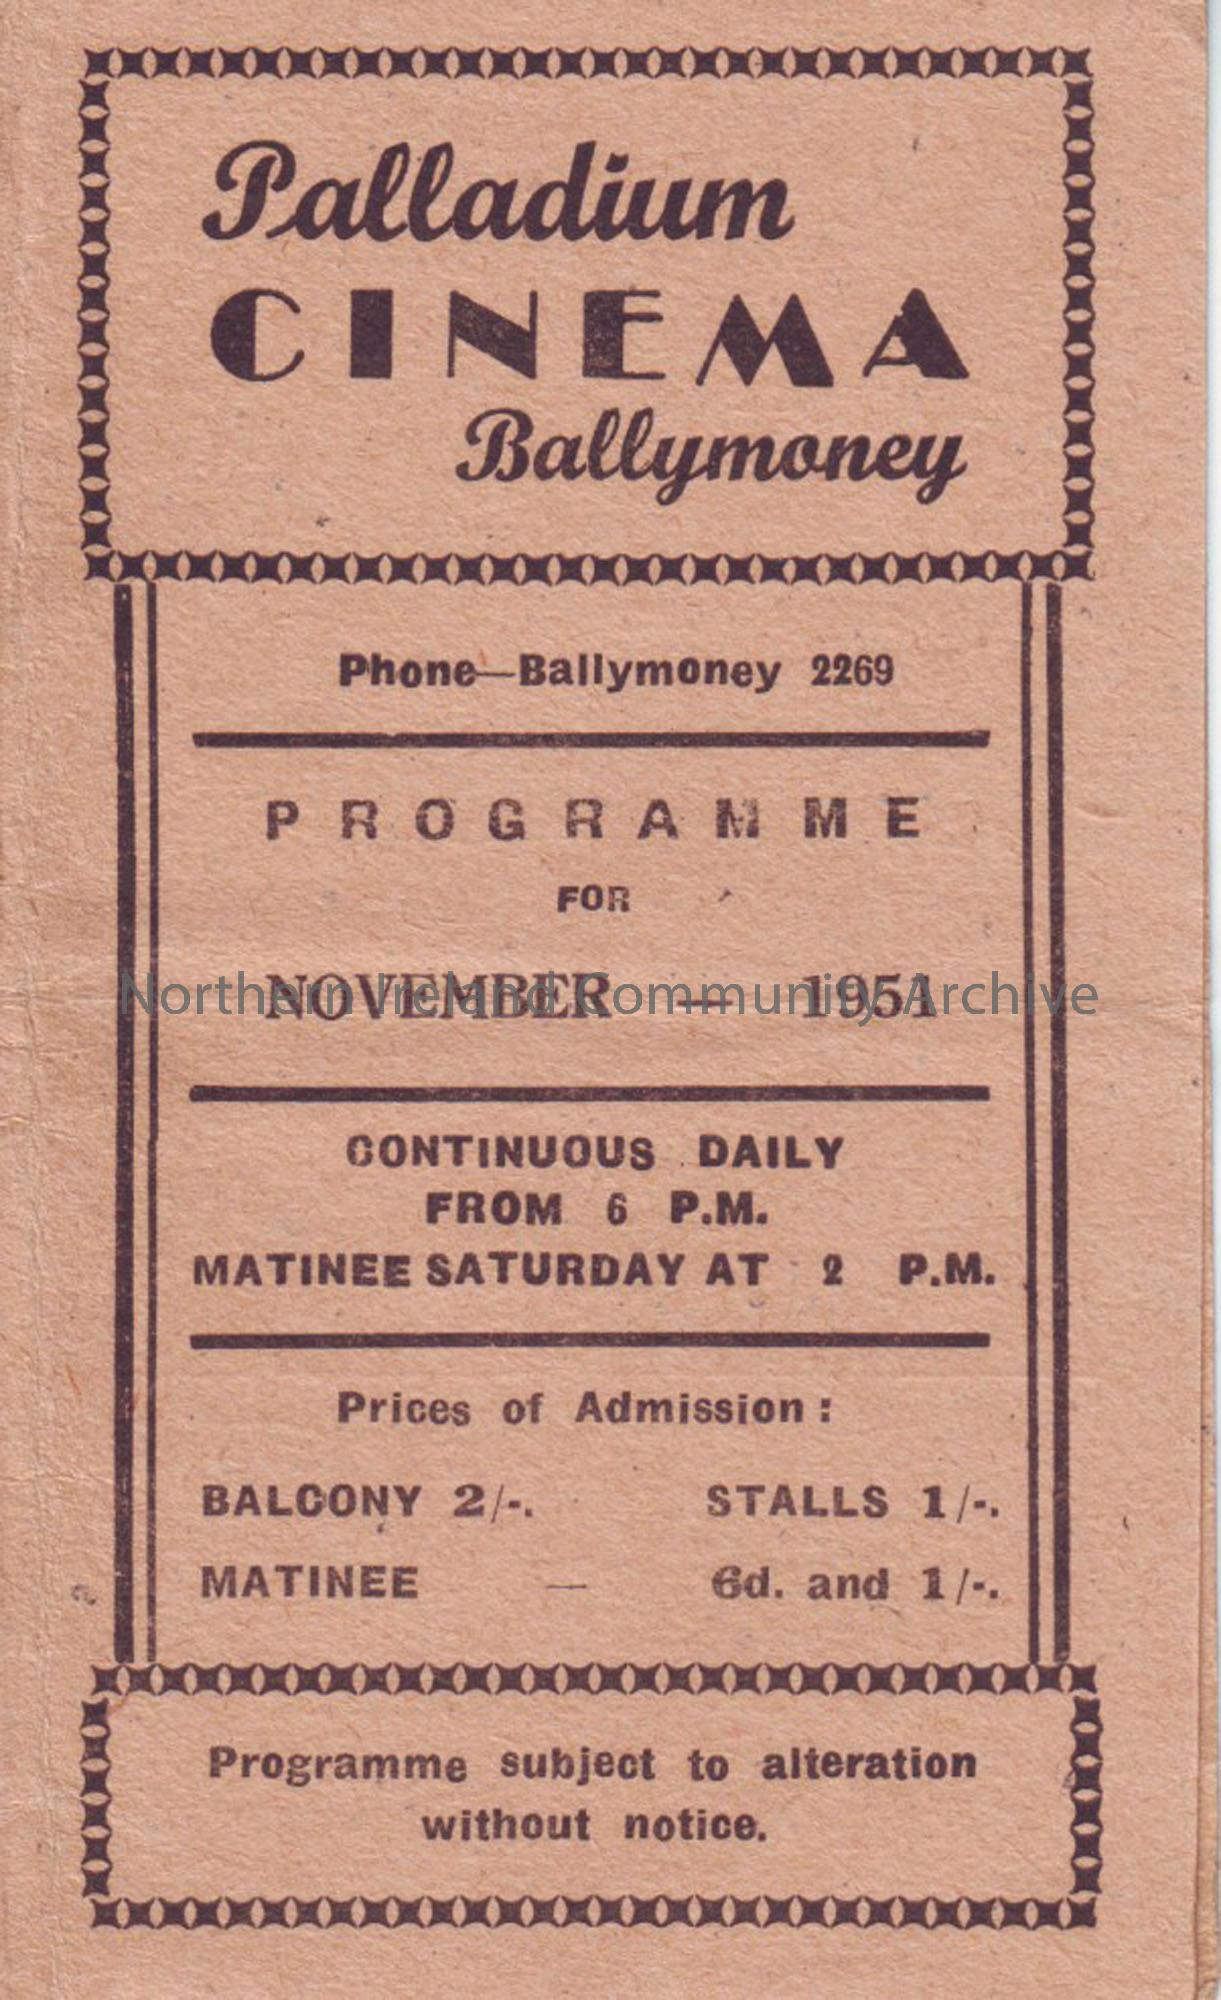 Palladium
CINEMA
Ballymoney
Phone—Ballymoney 2269
PROGRAMME
FOR
NOVEMBER — 1951
Northern Ireland Community Archive
CONTINUOUS DAILY
FROM 6 P.M.
MATINEE SATURDAY AT 2 P.M.
Prices of Admission :
BALCONY 2/-. STALLS 1/-.
MATINEE — 6d. and 1/-.
Programme subject to alteration
without notice.